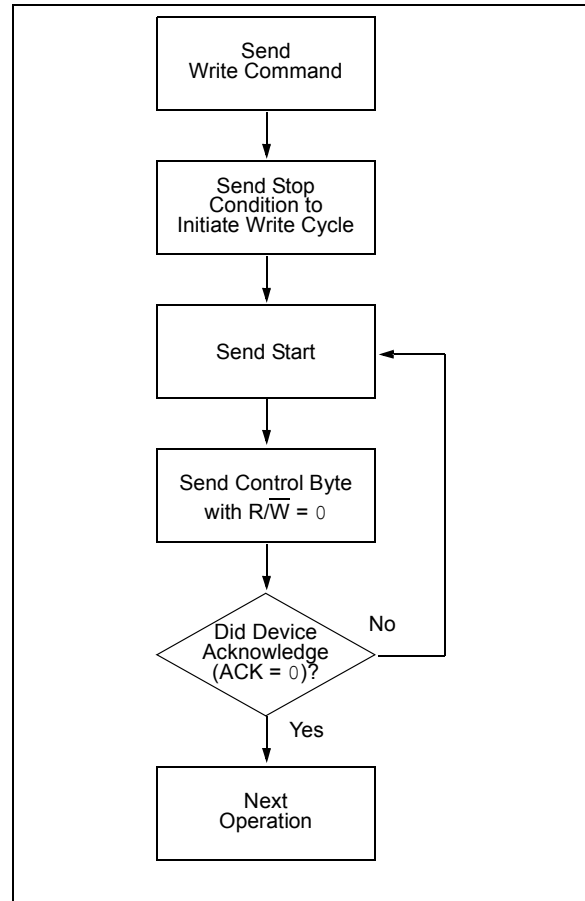 Send
Write Command
Send Stop
Condition to
Initiate Write Cycle
Send Start
Send Control Byte
with R/W̅ = 0
Did Device
Acknowledge
(ACK = 0)?
No
Yes
Next
Operation